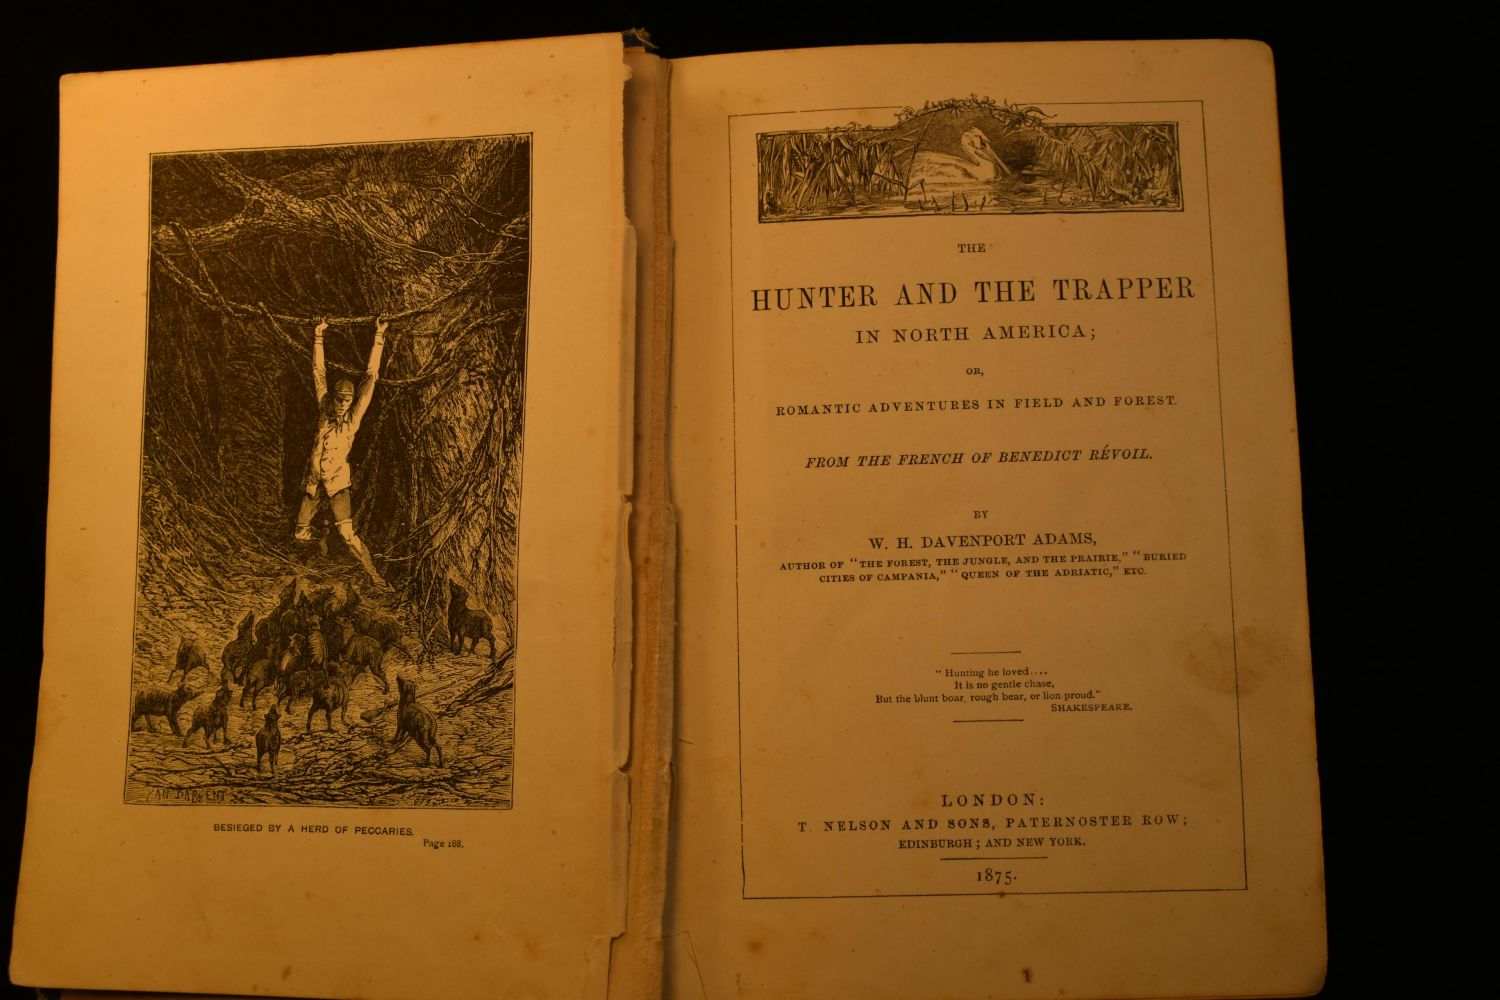 YAN DARGENT
BESIEGED BY A HERD OF PECCARIES.
Page 188.
THE
HUNTER AND THE TRAPPER
IN NORTH AMERICA;
OR,
ROMANTIC ADVENTURES IN FIELD AND FOREST.
FROM THE FRENCH OF BENEDICT RÉVOIL.
BY
W. H. DAVENPORT ADAMS,
AUTHOR OF "THE FOREST, THE JUNGLE, AND THE PRAIRIE," "BURIED
CITIES OF CAMPANIA," "QUEEN OF THE ADRIATIC," ETC.
"Hunting he loved....
It is no gentle chase,
But the blunt boar, rough bear, or lion proud."
SHAKESPEARE.
LONDON:
T. NELSON AND SONS, PATERNOSTER ROW;
EDINBURGH; AND NEW YORK.
1875.